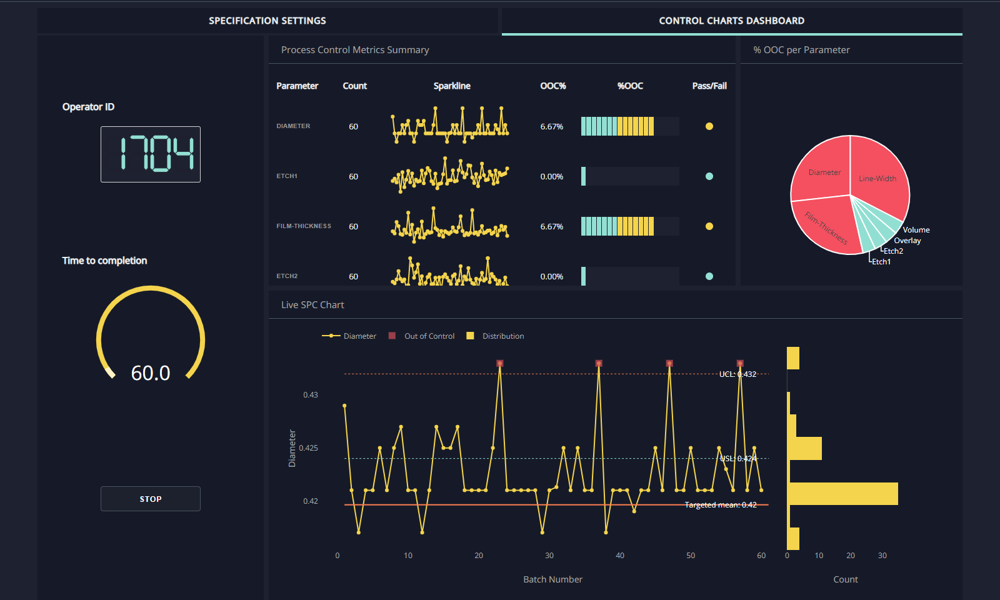 SPECIFICATION SETTINGS
CONTROL CHARTS DASHBOARD
Operator ID
1704
Time to completion
60.0
STOP
Process Control Metrics Summary
Parameter Count Sparkline OOC% %OOC Pass/Fail
DIAMETER 60 6.67%
ETCH1 60 0.00%
FILM-THICKNESS 60 6.67%
ETCH2 60 0.00%
% OOC per Parameter
Diameter
Line-Width
Film-Thickness
Volume
Overlay
Etch2
Etch1
Live SPC Chart
Diameter Out of Control Distribution
UCL: 0.432
0.43
Diameter
0.425
USL: 0.424
0.42
Targeted mean: 0.42
0 10 20 30 40 50 60
Batch Number
0 10 20 30
Count